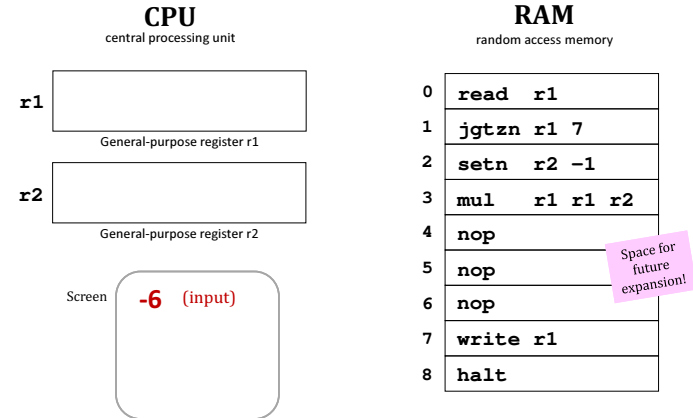 CPU
central processing unit
r1
General-purpose register r1
r2
General-purpose register r2
Screen
-6 (input)
RAM
random access memory
0 read r1
1 jgtzn r1 7
2 setn r2 –1
3 mul r1 r1 r2
4 nop
5 nop
6 nop
7 write r1
8 halt
Space for
future
expansion!